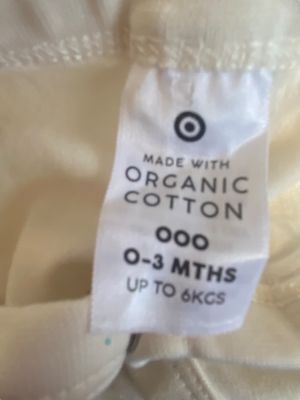 MADE WITH
ORGANIC
COTTON
000
0-3 MTHS
UP TO 6KGS